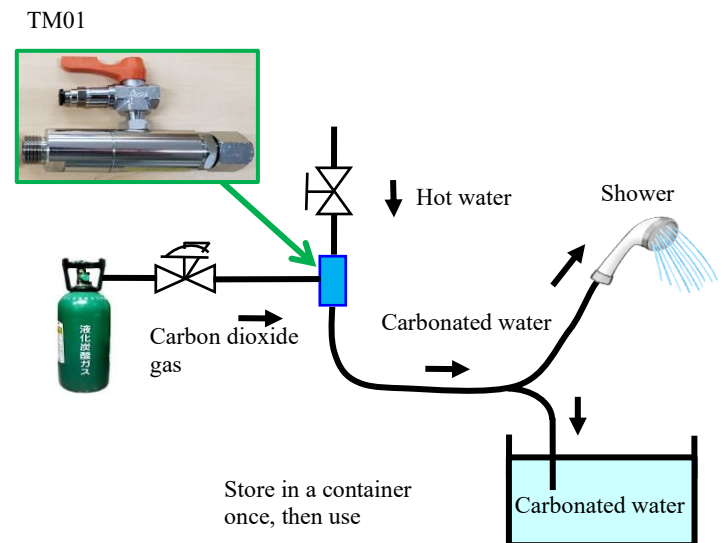 TM01
Hot water
Shower
液化炭酸ガス
Carbon dioxide
gas
Carbonated water
Store in a container
once, then use
Carbonated water